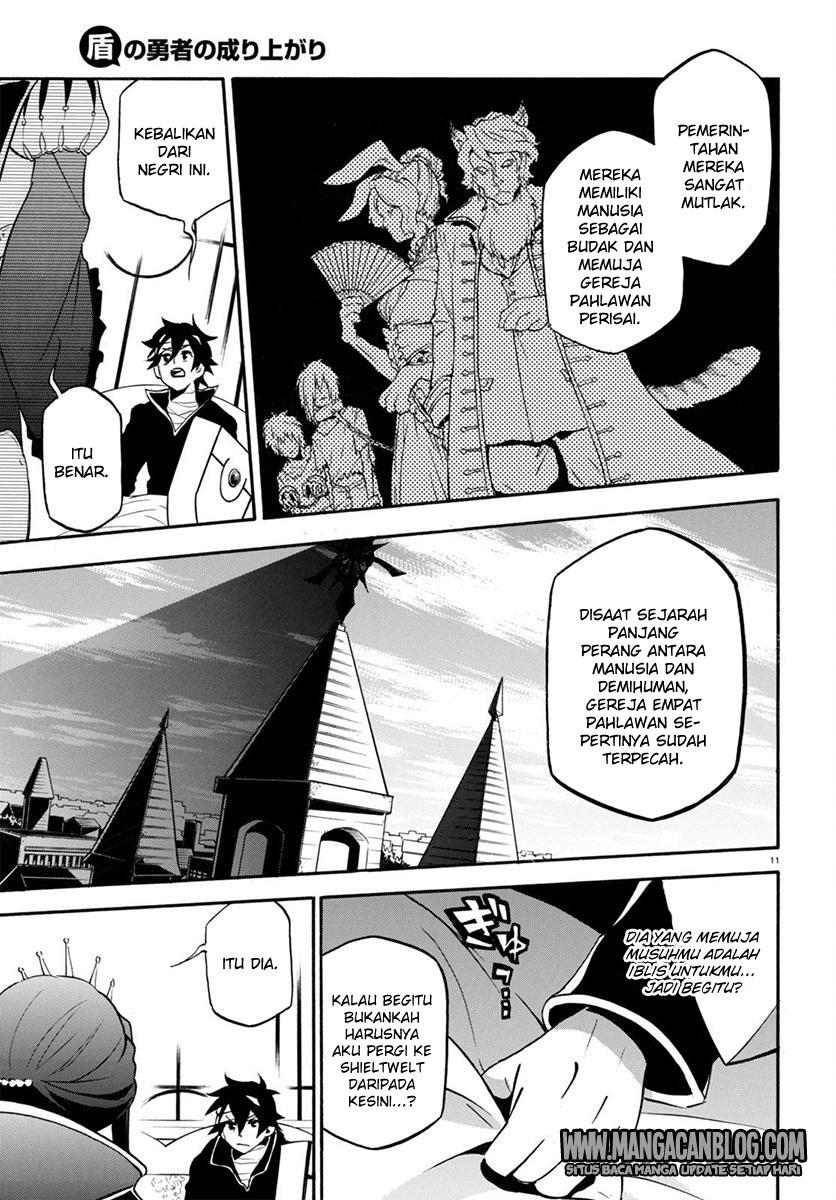 盾の勇者の成り上がり
PEMERIN-
TAHAN
MEREKA
SANGAT
MUTLAK.
MEREKA
MEMILIKI
MANUSIA
SEBAGAI
BUDAK DAN
MEMUJA
GEREJA
PAHLAWAN
PERISAI.
KEBALIKAN
DARI
NEGRI INI.
ITU
BENAR.
DISAAT SEJARAH
PANJANG
PERANG ANTARA
MANUSIA DAN
DEMIHUMAN,
GEREJA EMPAT
PAHLAWAN SE-
PERTINYA SUDAH
TERPECAH.
11
DIA YANG MEMUJA
MUSUHMU ADALAH
IBLIS UNTUKMU...
JADI BEGITU?
ぎゅっ...
KALAU BEGITU
BUKANKAH
HARUSNYA
AKU PERGI KE
SHIELTWELT
DARIPADA
KESINI...?
ITU DIA.
WWW.MANGACANBLOG.COM
SITUS BACA MANGA UPDATE SETIAP HARI